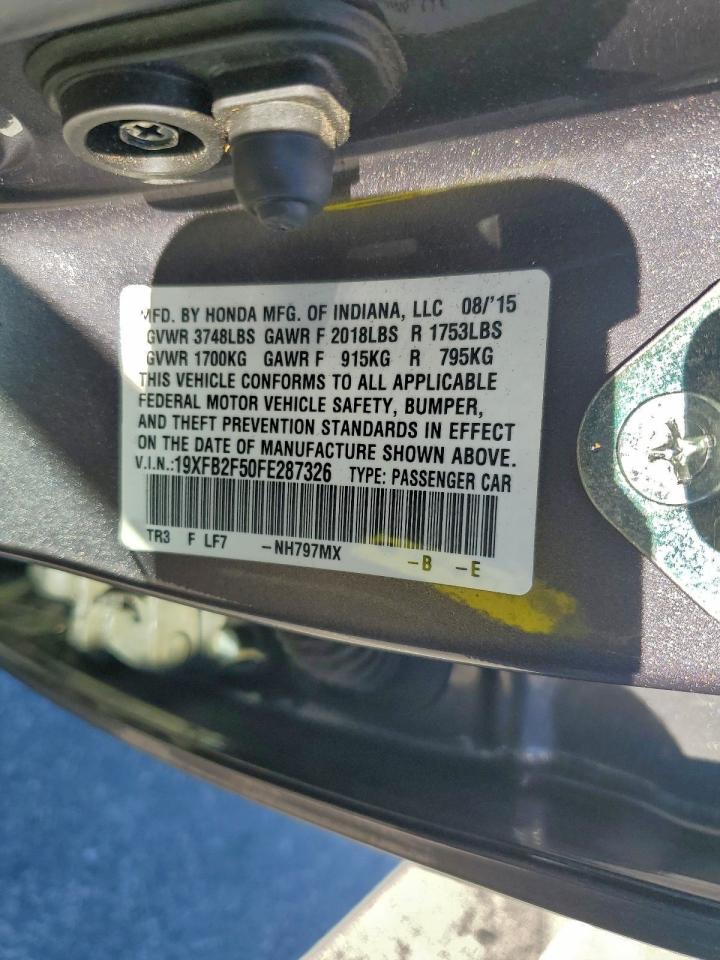 MFD. BY HONDA MFG. OF INDIANA, LLC 08/'15
GVWR 3748LBS GAWR F 2018LBS R 1753LBS
GVWR 1700KG GAWR F 915KG R 795KG
THIS VEHICLE CONFORMS TO ALL APPLICABLE
FEDERAL MOTOR VEHICLE SAFETY, BUMPER,
AND THEFT PREVENTION STANDARDS IN EFFECT
ON THE DATE OF MANUFACTURE SHOWN ABOVE.
V.I.N.:19XFB2F50FE287326 TYPE: PASSENGER CAR
TR3 F LF7 -NH797MX -B -E